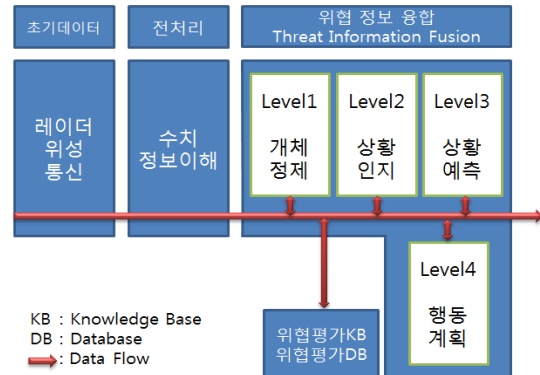 초기데이터
전처리
위협 정보 융합
Threat Information Fusion
레이더
위성
통신
수치
정보이해
Level1
개체
정제
Level2
상황
인지
Level3
상황
예측
Level4
행동
계획
위협평가KB
위협평가DB
KB : Knowledge Base
DB : Database
: Data Flow